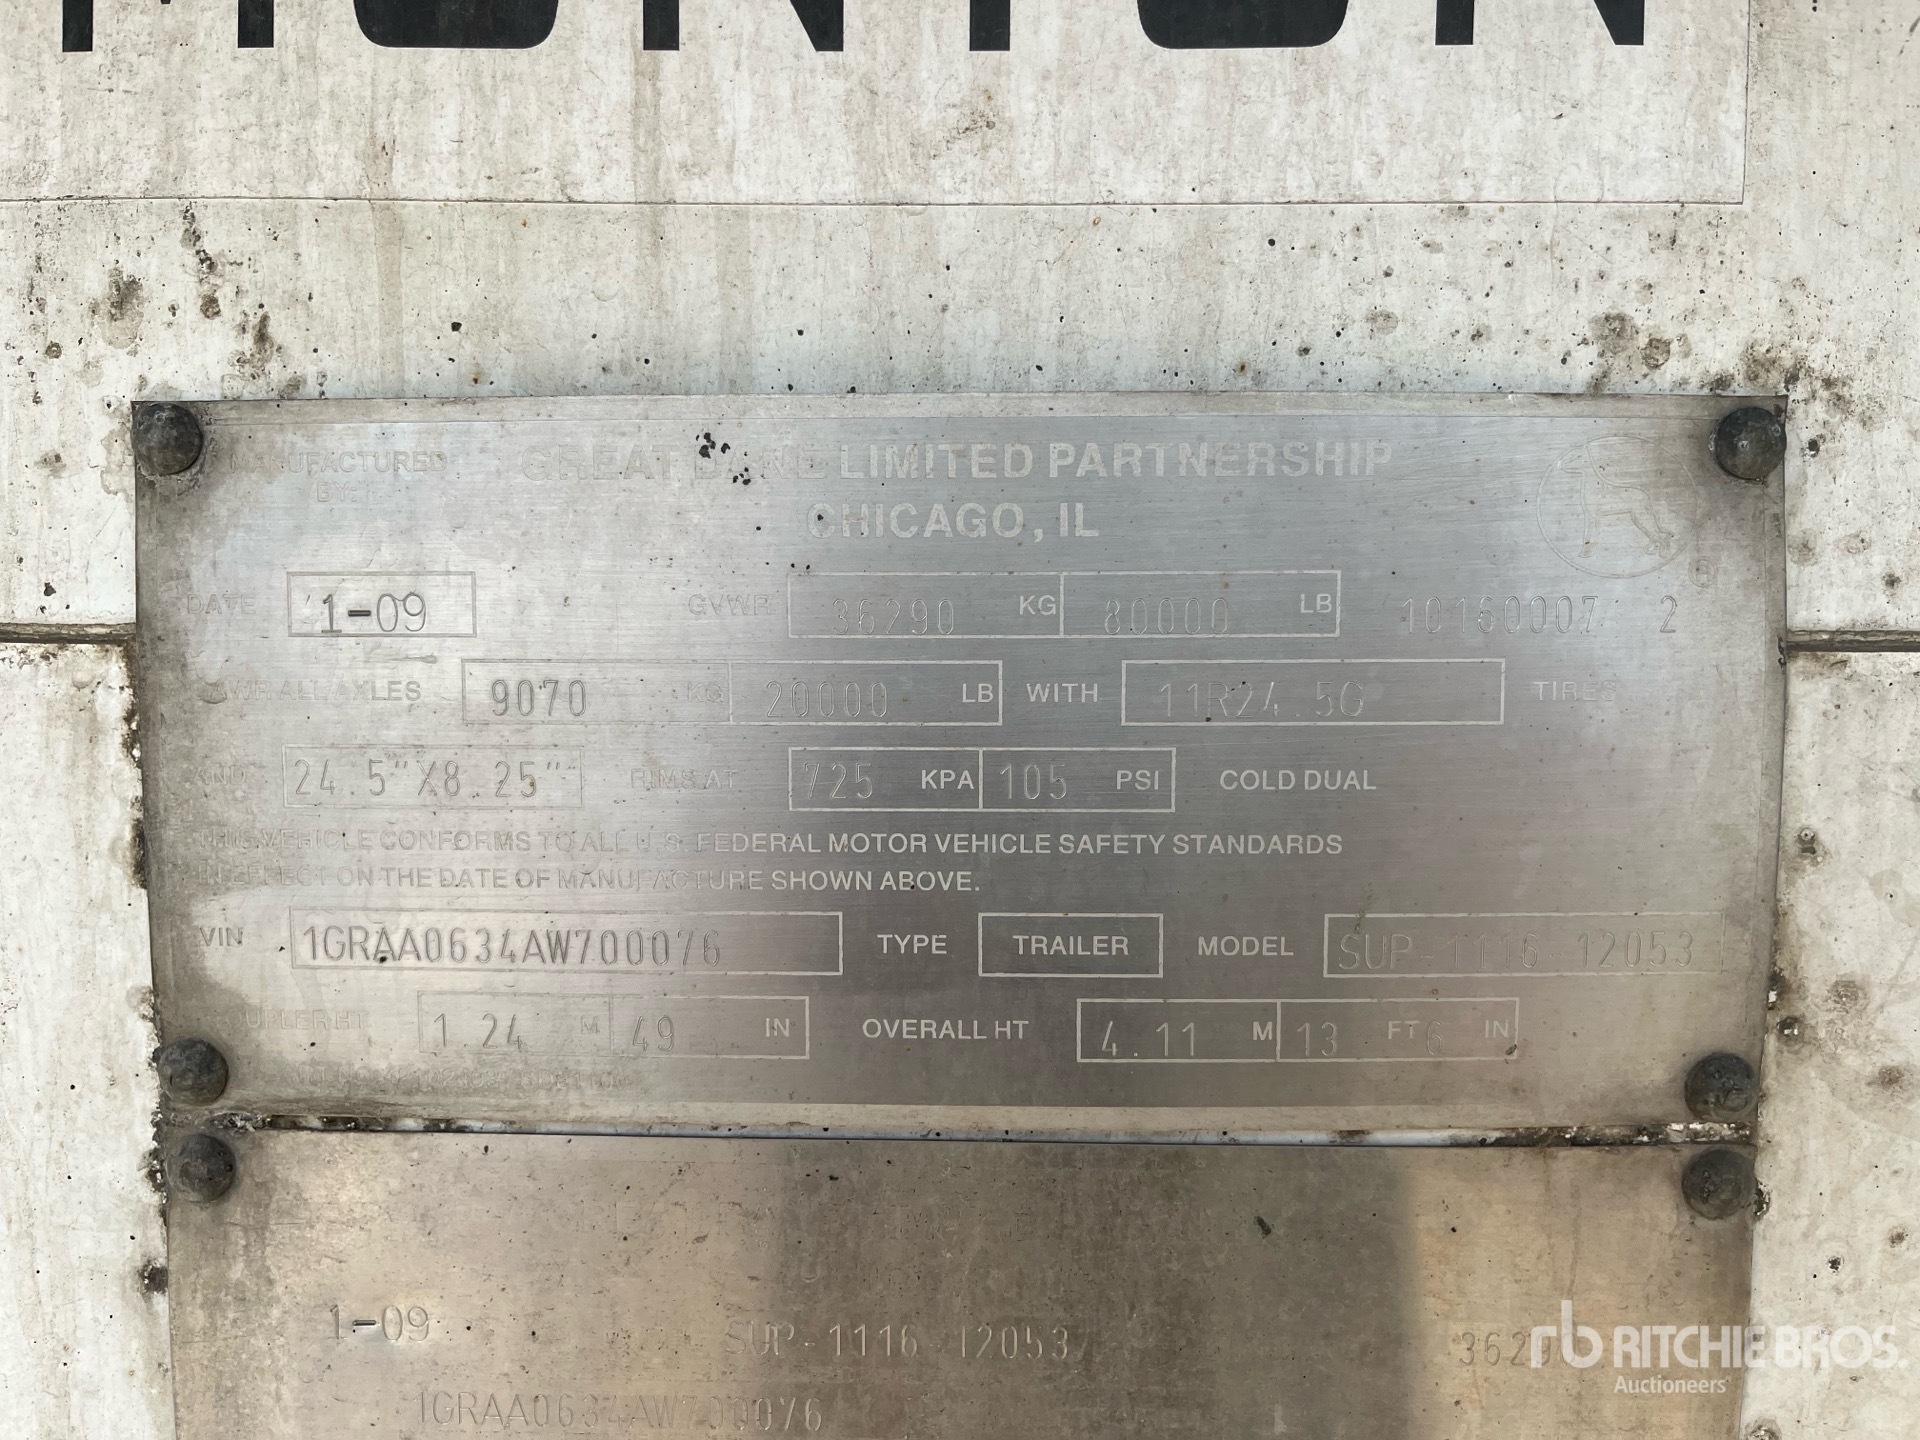 MANUFACTURED BY: GREAT DANE LIMITED PARTNERSHIP
CHICAGO, IL
DATE 1-09 GVWR 36290 KG 80000 LB 10160007 2
GAWR ALL AXLES 9070 KG 20000 LB WITH 11R24.5G TIRES
AND 24.5"X8.25" RIMS AT 725 KPA 105 PSI COLD DUAL
THIS VEHICLE CONFORMS TO ALL U.S. FEDERAL MOTOR VEHICLE SAFETY STANDARDS
IN EFFECT ON THE DATE OF MANUFACTURE SHOWN ABOVE.
VIN 1GRAA0634AW700076 TYPE TRAILER MODEL SUP-1116-12053
COUPLER HT 1.24 M 49 IN OVERALL HT 4.11 M 13 FT 6 IN
1-09 SUP-1116-12053
1GRAA0634AW700076
rb RITCHIE BROS.
Auctioneers